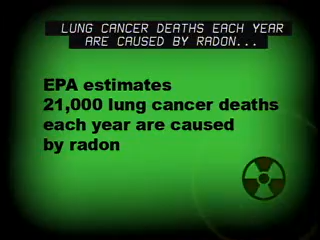 LUNG CANCER DEATHS EACH YEAR
ARE CAUSED BY RADON...
EPA estimates
21,000 lung cancer deaths
each year are caused
by radon